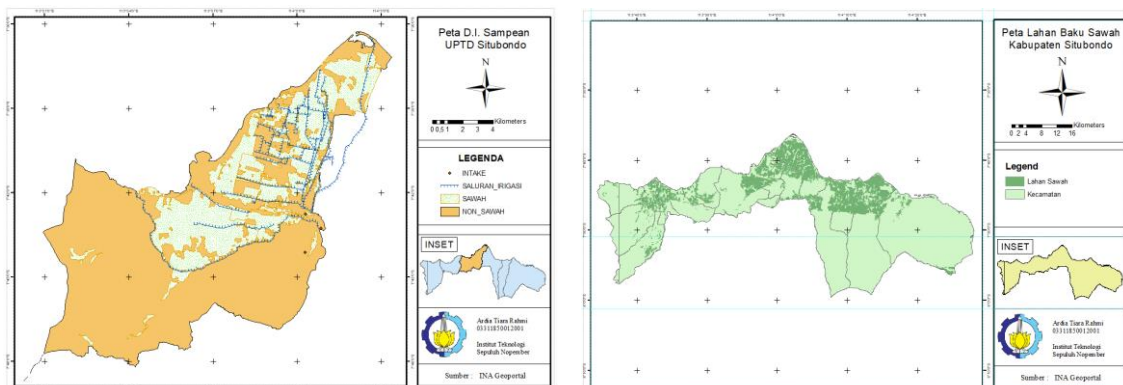 Peta D.I. Sampean
UPTD Situbondo
N
Kilometers
0 0,5 1 2 3 4
LEGENDA
INTAKE
SALURAN_IRIGASI
SAWAH
NON_SAWAH
INSET
Ardia Tiara Rahmi
03311850012001
Institut Teknologi
Sepuluh Nopember
Sumber : INA Geoportal
Peta Lahan Baku Sawah
Kabupaten Situbondo
N
Kilometers
0 2 4 8 12 16
Legend
Lahan Sawah
Kecamatan
INSET
Ardia Tiara Rahmi
03311850012001
Institut Teknologi
Sepuluh Nopember
Sumber : INA Geoportal